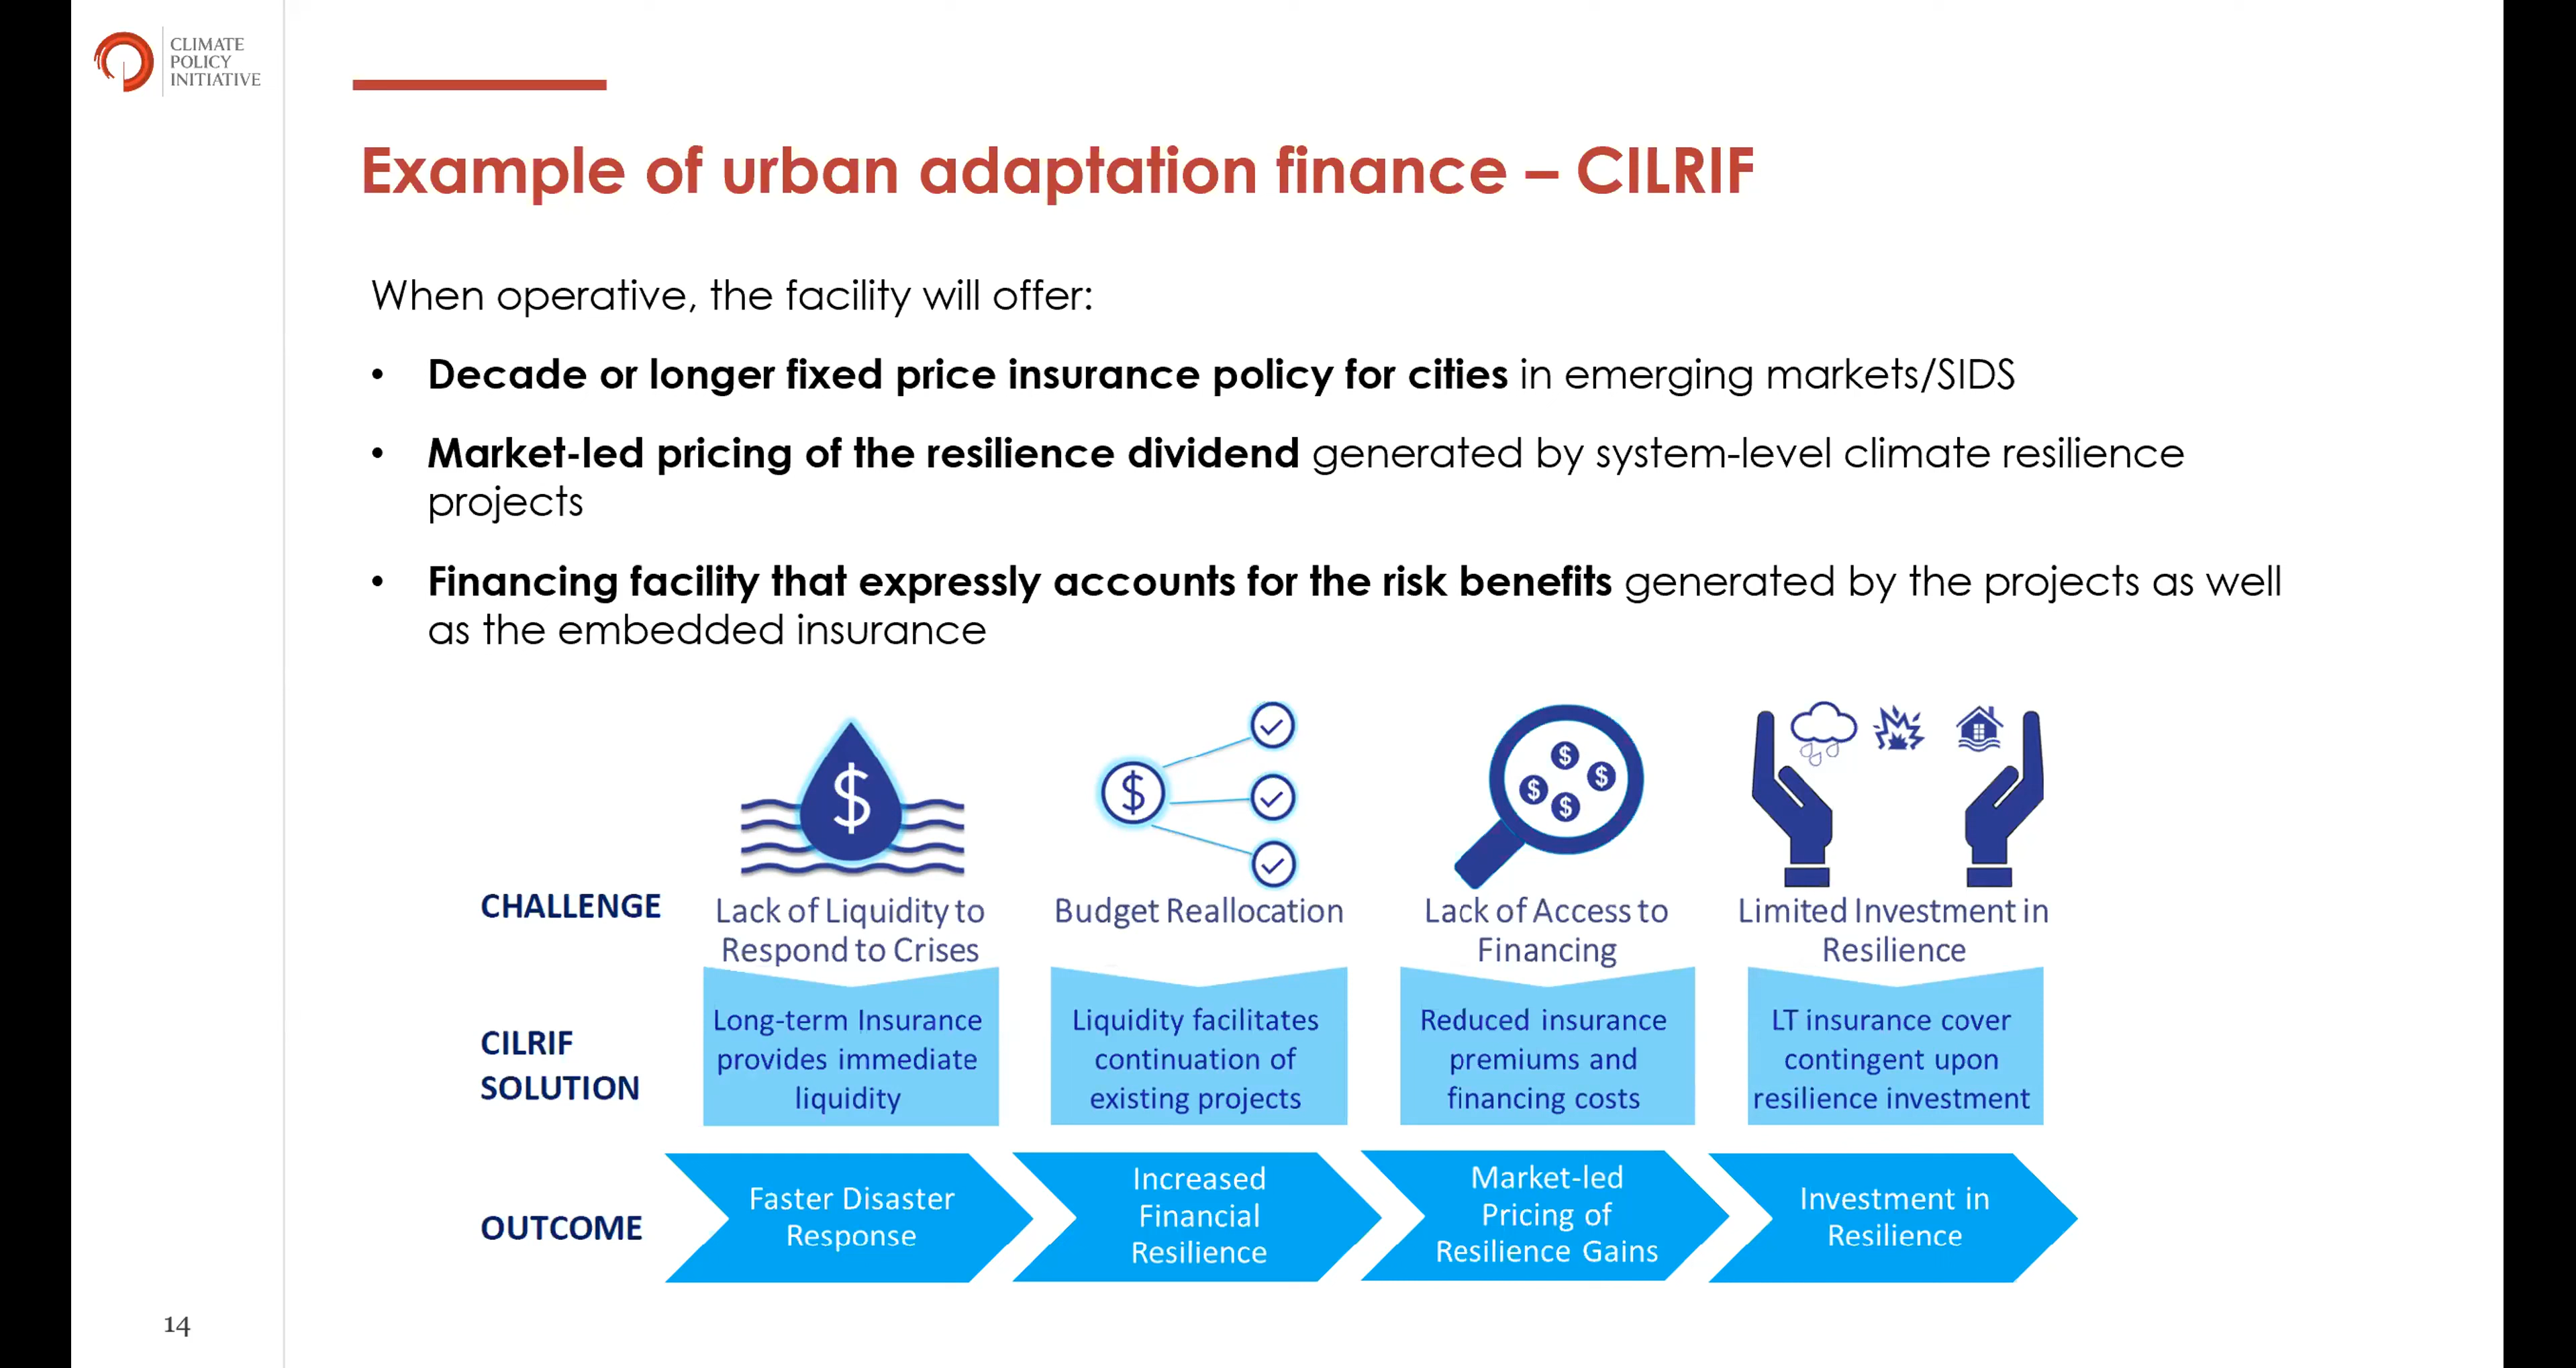 CLIMATE
POLICY
INITIATIVE
Example of urban adaptation finance – CILRIF
When operative, the facility will offer:
• Decade or longer fixed price insurance policy for cities in emerging markets/SIDS
• Market-led pricing of the resilience dividend generated by system-level climate resilience
projects
• Financing facility that expressly accounts for the risk benefits generated by the projects as well
as the embedded insurance
CHALLENGE
Lack of Liquidity to
Respond to Crises
Budget Reallocation
Lack of Access to
Financing
Limited Investment in
Resilience
CILRIF
SOLUTION
Long-term Insurance
provides immediate
liquidity
Liquidity facilitates
continuation of
existing projects
Reduced insurance
premiums and
financing costs
LT insurance cover
contingent upon
resilience investment
OUTCOME
Faster Disaster
Response
Increased
Financial
Resilience
Market-led
Pricing of
Resilience Gains
Investment in
Resilience
14